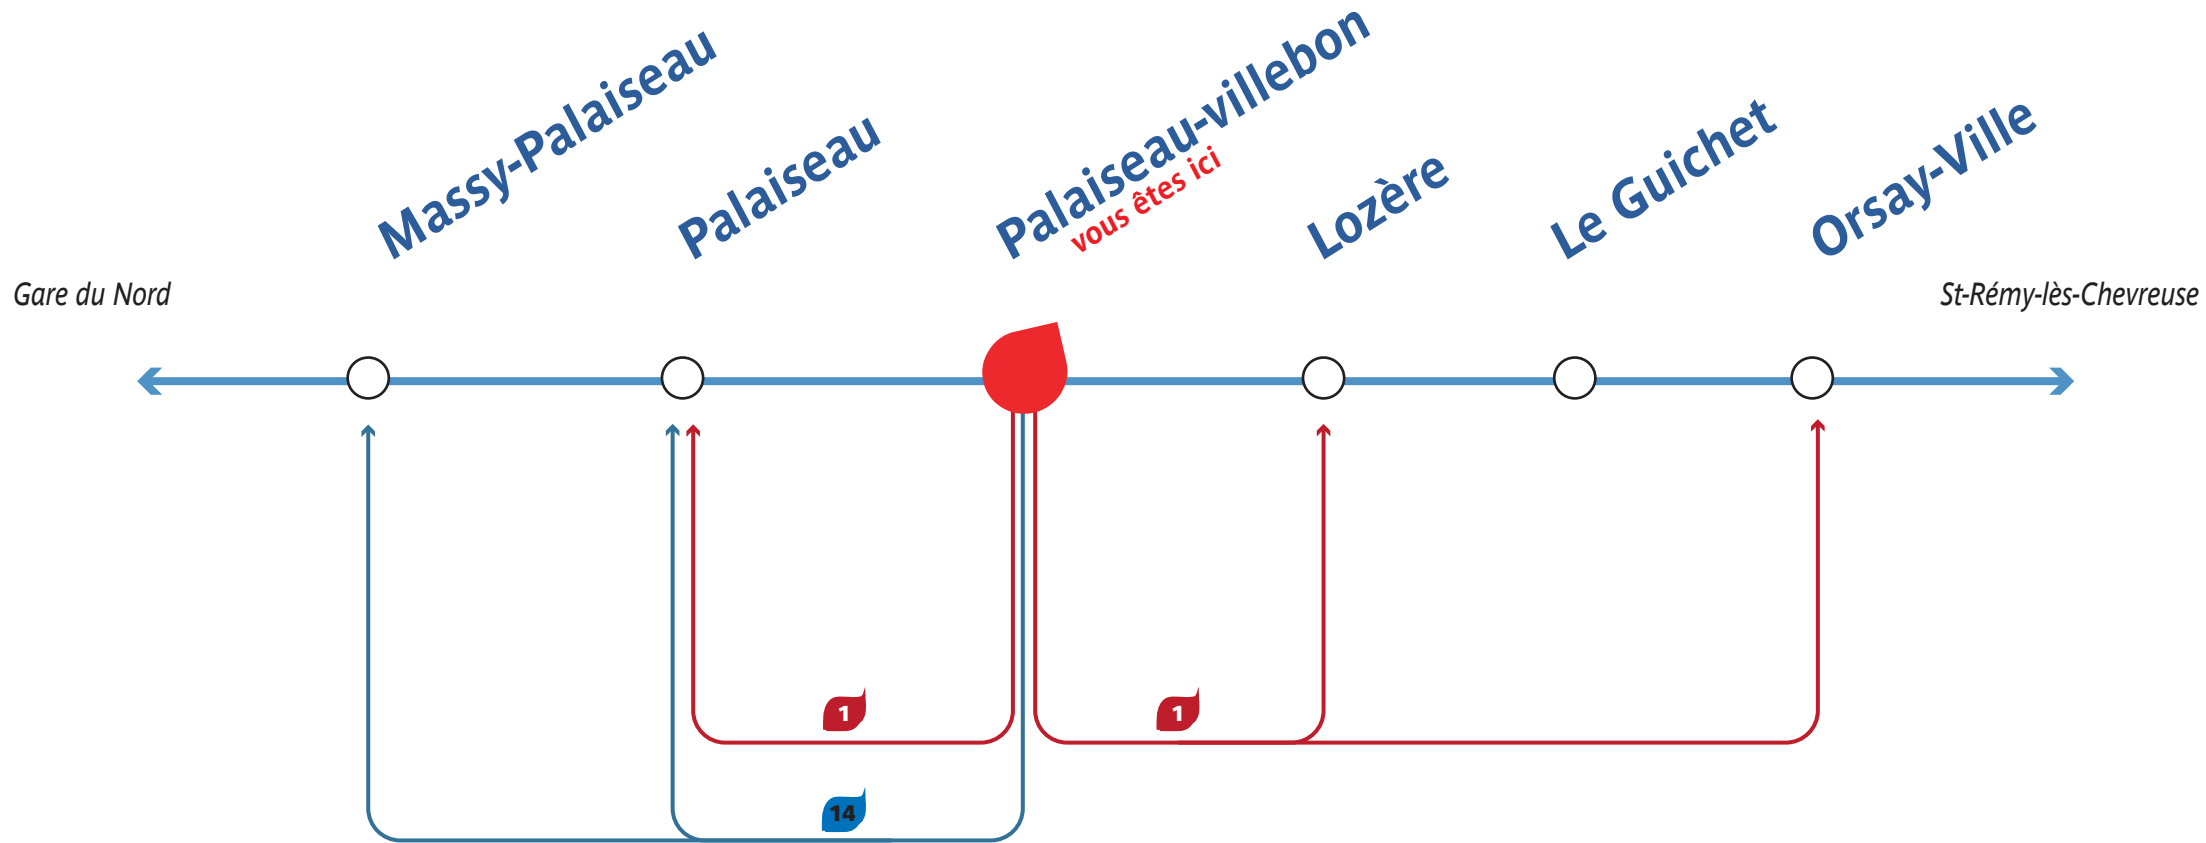 Massy-Palaiseau
Palaiseau
Palaiseau-villebon
vous êtes ici
Lozère
Le Guichet
Orsay-Ville
Gare du Nord
St-Rémy-lès-Chevreuse
1
1
14